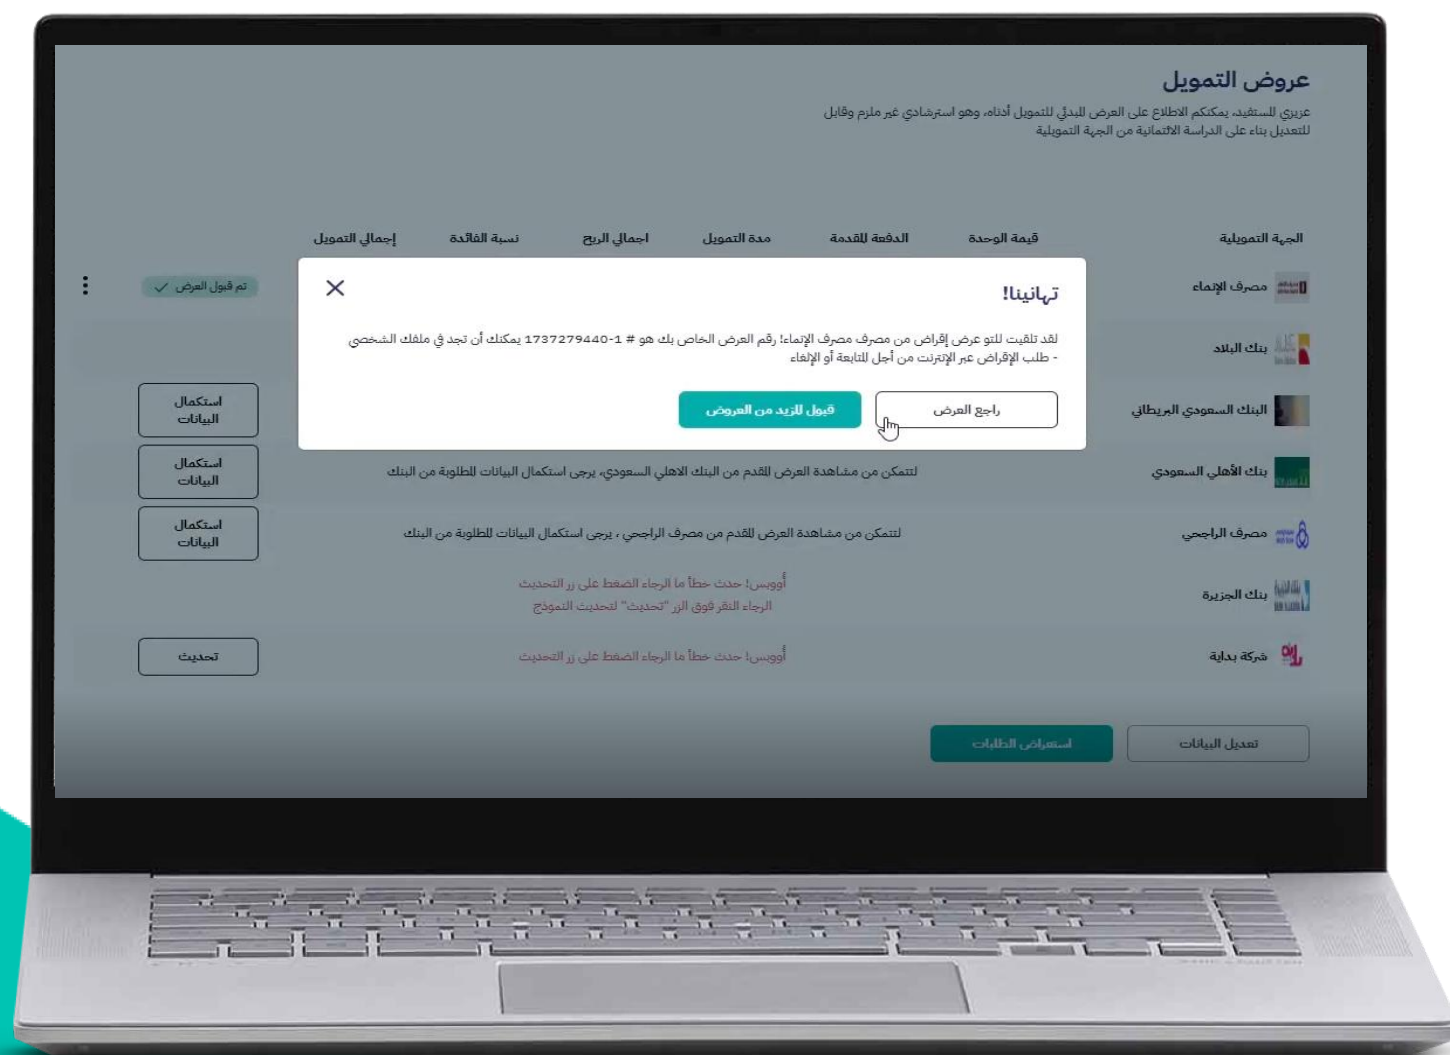 عروض التمويل
عزيزي المستفيد، يمكنكم الاطلاع على العرض المبدئي للتمويل أدناه، وهو استرشادي غير ملزم وقابل
للتعديل بناء على الدراسة الائتمانية من الجهة التمويلية
الجهة التمويلية قيمة الوحدة الدفعة المقدمة مدة التمويل اجمالي الربح نسبة الفائدة إجمالي التمويل
مصرف الإنماء
تم قبول العرض
تهانينا!
لقد تلقيت للتو عرض إقراض من مصرف مصرف الإنماء! رقم العرض الخاص بك هو # 1-1737279440 يمكنك أن تجد في ملفك الشخصي
- طلب الإقراض عبر الإنترنت من أجل المتابعة أو الإلغاء
راجع العرض
قبول المزيد من العروض
بنك البلاد
البنك السعودي البريطاني
استكمال
البيانات
بنك الأهلي السعودي
لتتمكن من مشاهدة العرض المقدم من البنك الاهلي السعودي، يرجى استكمال البيانات المطلوبة من البنك
استكمال
البيانات
مصرف الراجحي
لتتمكن من مشاهدة العرض المقدم من مصرف الراجحي ، يرجى استكمال البيانات المطلوبة من البنك
استكمال
البيانات
بنك الجزيرة
أووبس! حدث خطأ ما الرجاء الضغط على زر التحديث
الرجاء النقر فوق الزر "تحديث" لتحديث النموذج
شركة بداية
أووبس! حدث خطأ ما الرجاء الضغط على زر التحديث
تحديث
تعديل البيانات
استعراض الطلبات